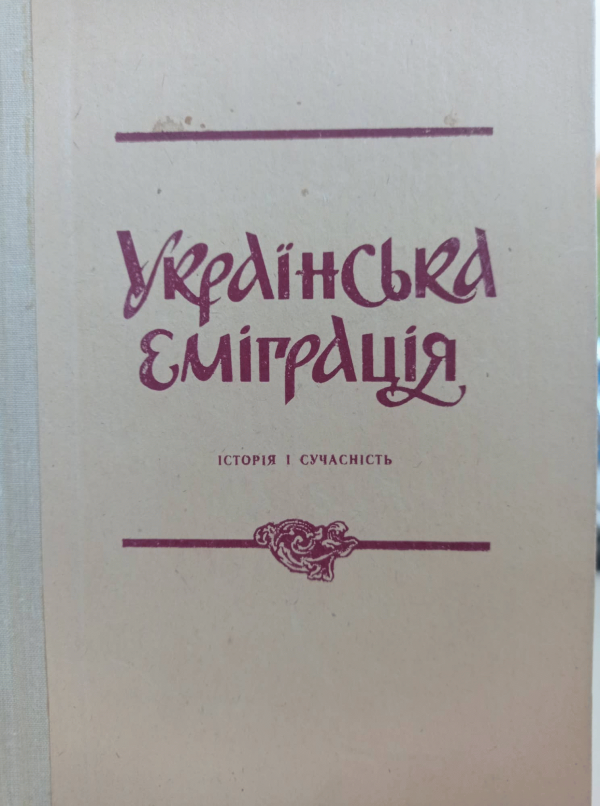 Українська
еміграція
ІСТОРІЯ І СУЧАСНІСТЬ